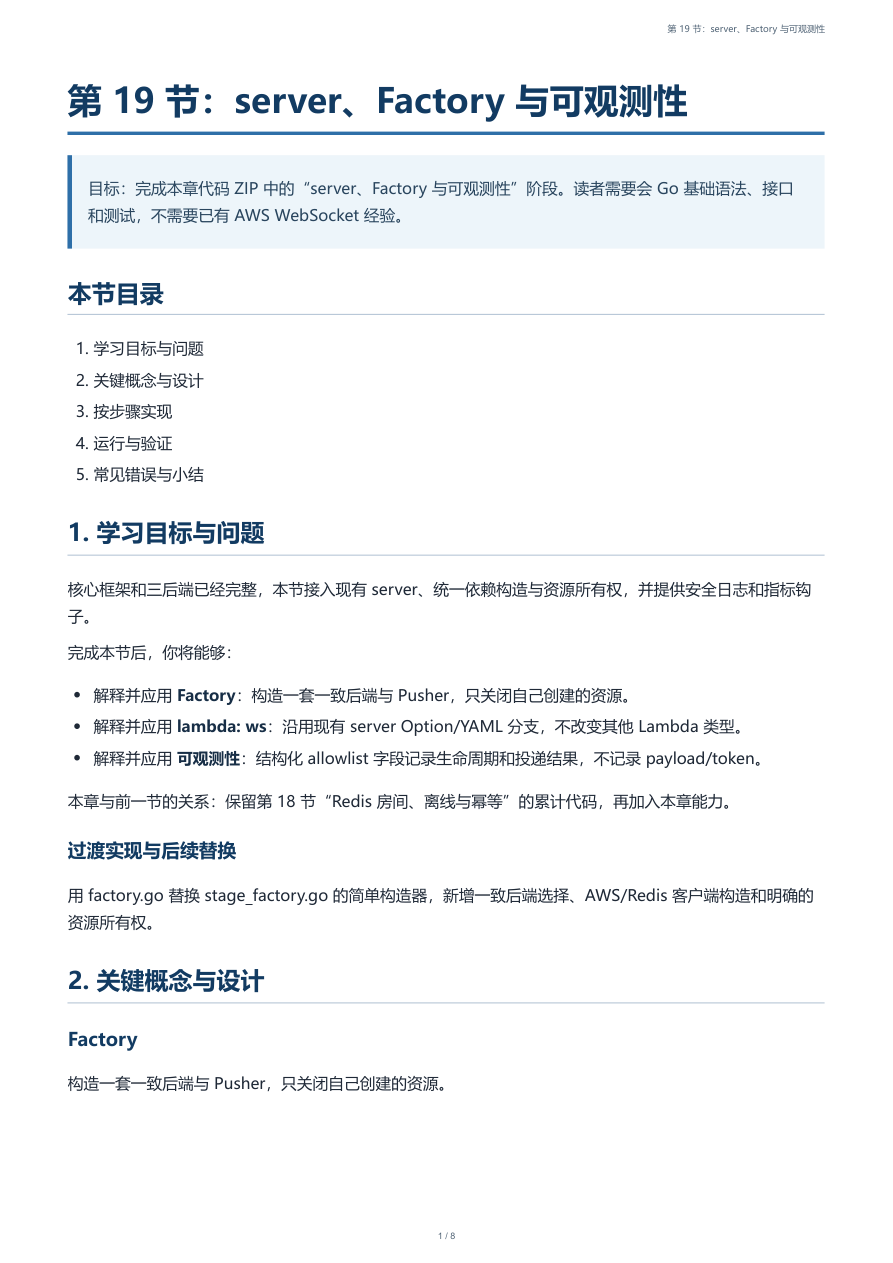 第 19 节：server、Factory 与可观测性
第 19 节：server、Factory 与可观测性
目标：完成本章代码 ZIP 中的“server、Factory 与可观测性”阶段。读者需要会 Go 基础语法、接口
和测试，不需要已有 AWS WebSocket 经验。
本节目录
1. 学习目标与问题
2. 关键概念与设计
3. 按步骤实现
4. 运行与验证
5. 常见错误与小结
1. 学习目标与问题
核心框架和三后端已经完整，本节接入现有 server、统一依赖构造与资源所有权，并提供安全日志和指标钩
子。
完成本节后，你将能够：
• 解释并应用 Factory：构造一套一致后端与 Pusher，只关闭自己创建的资源。
• 解释并应用 lambda: ws：沿用现有 server Option/YAML 分支，不改变其他 Lambda 类型。
• 解释并应用 可观测性：结构化 allowlist 字段记录生命周期和投递结果，不记录 payload/token。
本章与前一节的关系：保留第 18 节“Redis 房间、离线与幂等”的累计代码，再加入本章能力。
过渡实现与后续替换
用 factory.go 替换 stage_factory.go 的简单构造器，新增一致后端选择、AWS/Redis 客户端构造和明确的
资源所有权。
2. 关键概念与设计
Factory
构造一套一致后端与 Pusher，只关闭自己创建的资源。
1 / 8